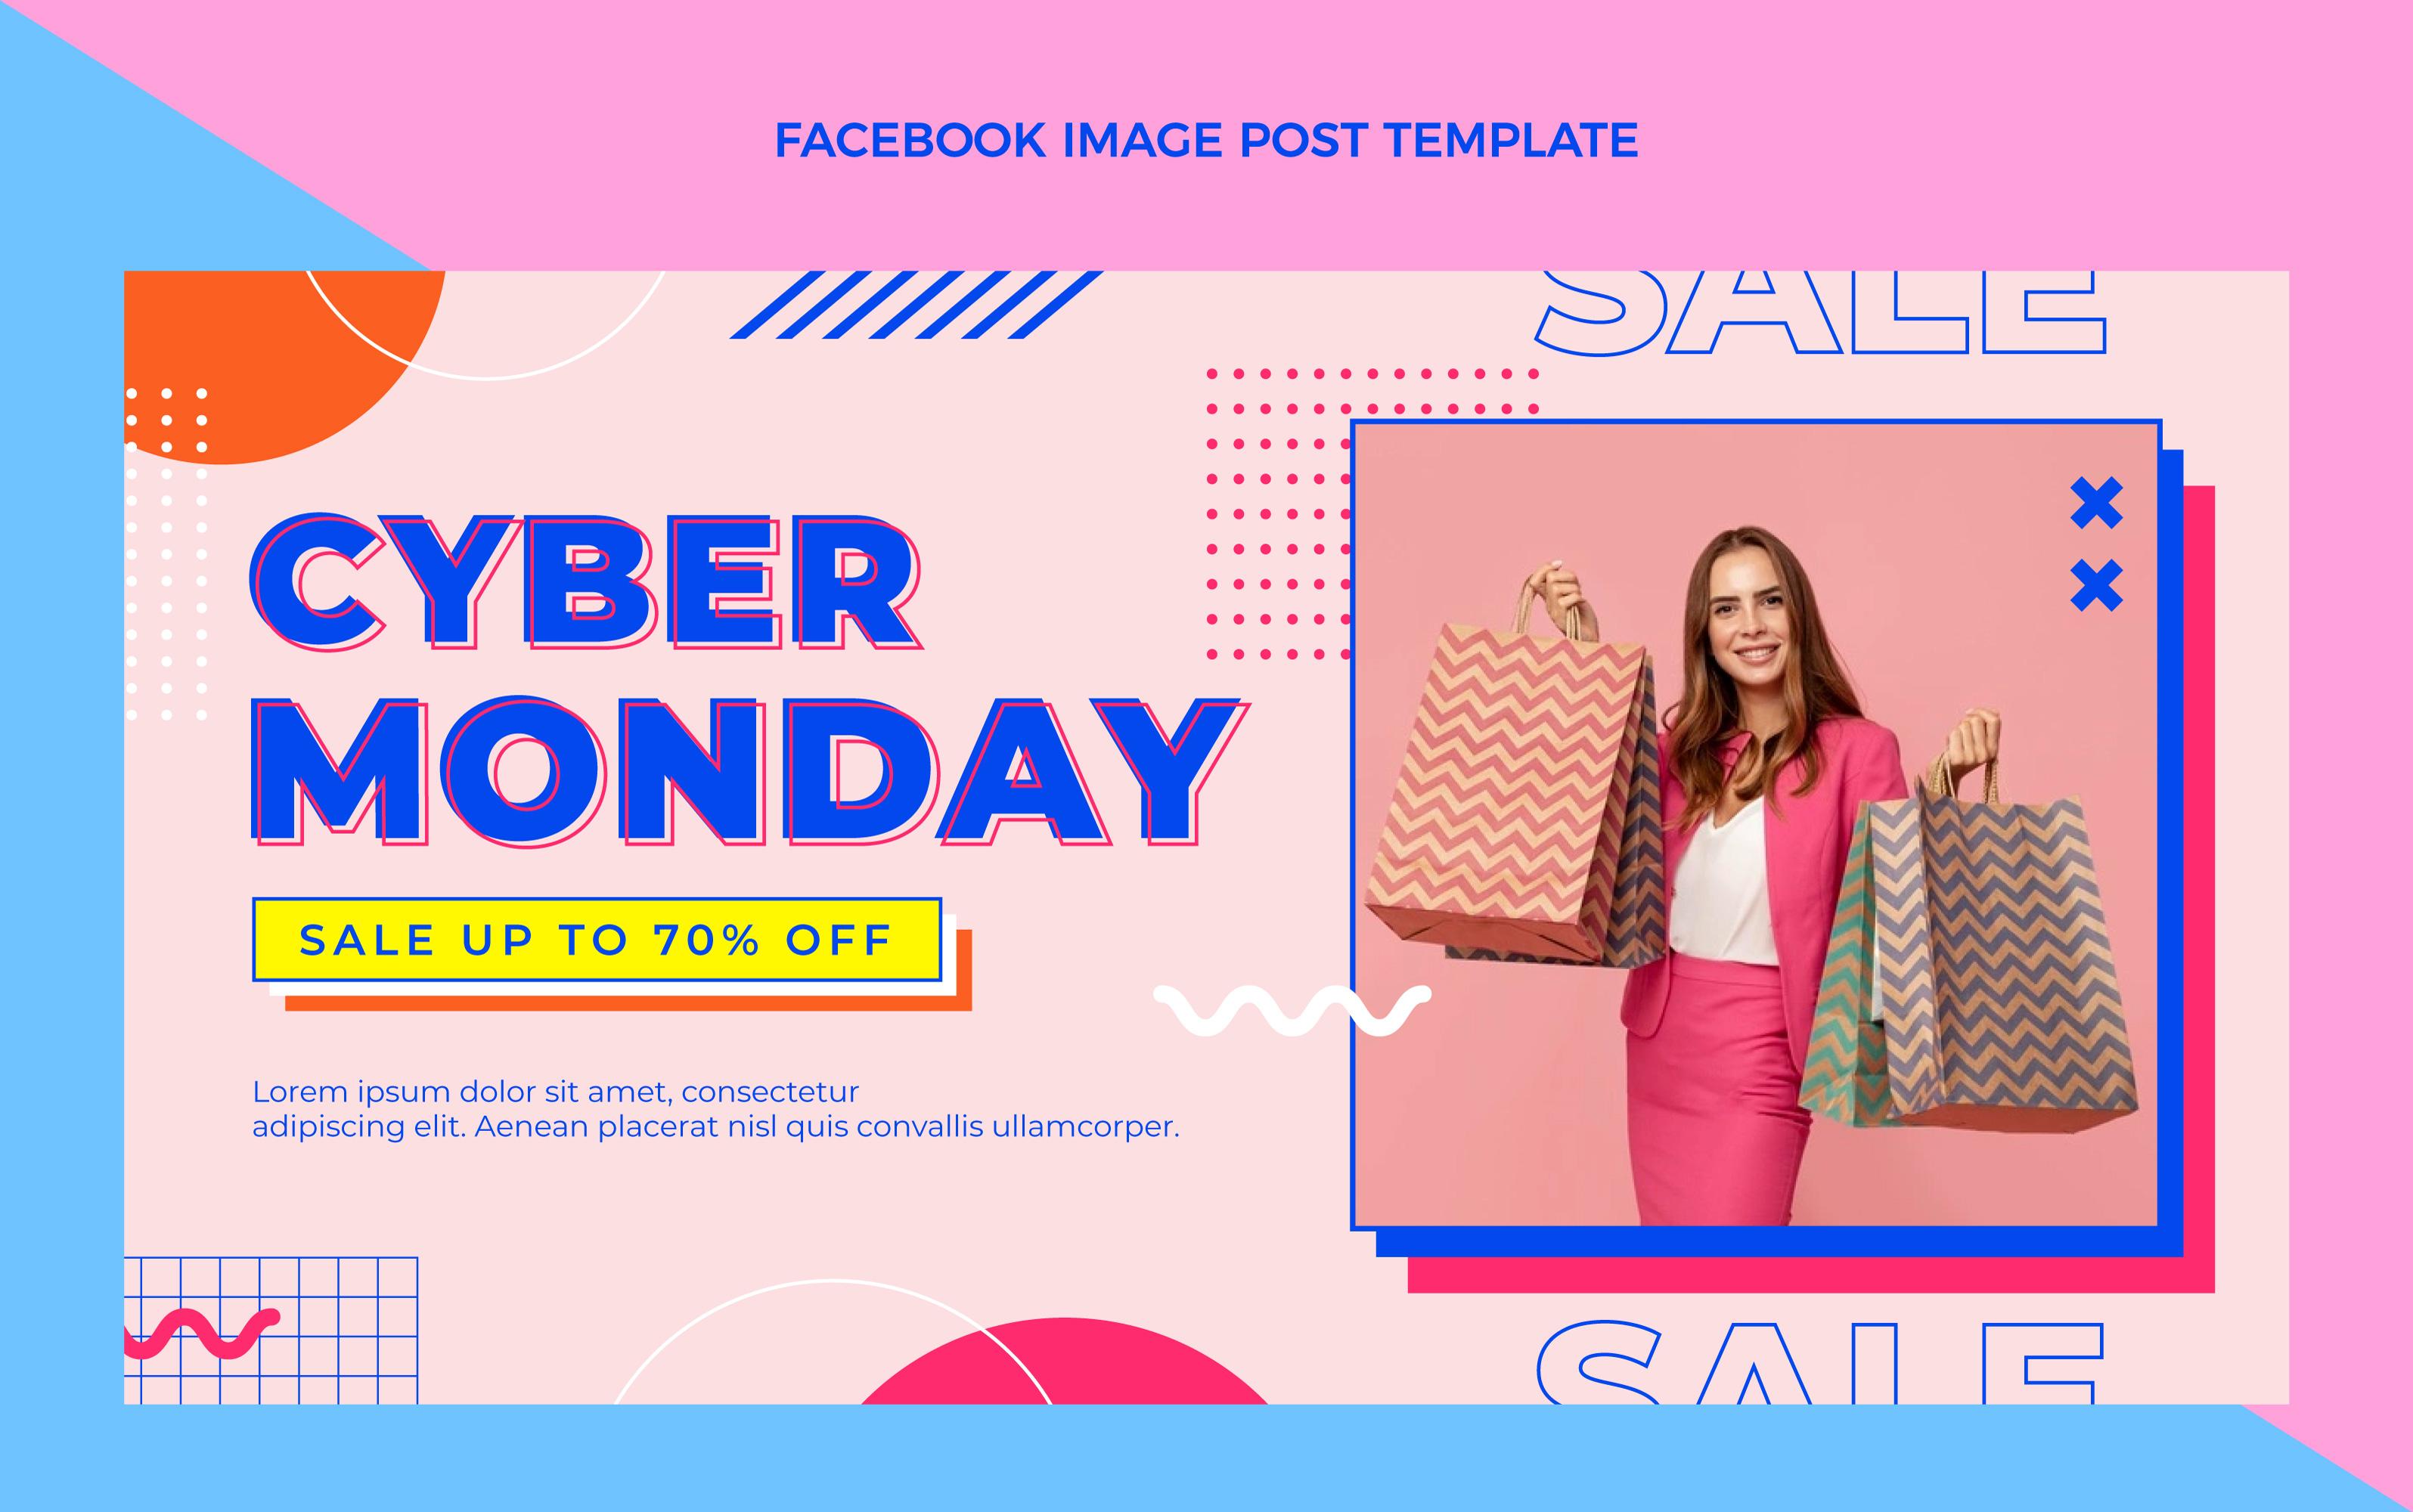 FACEBOOK IMAGE POST TEMPLATE
SALE
CYBER
MONDAY
SALE UP TO 70% OFF
Lorem ipsum dolor sit amet, consectetur
adipiscing elit. Aenean placerat nisl quis convallis ullamcorper.
SALE